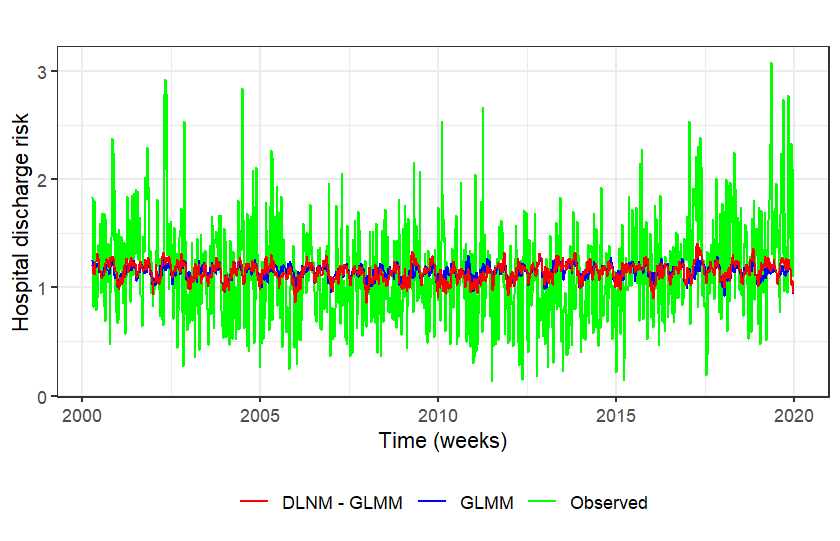 Hospital discharge risk
3
2
1
0
2000 2005 2010 2015 2020
Time (weeks)
DLNM - GLMM GLMM Observed